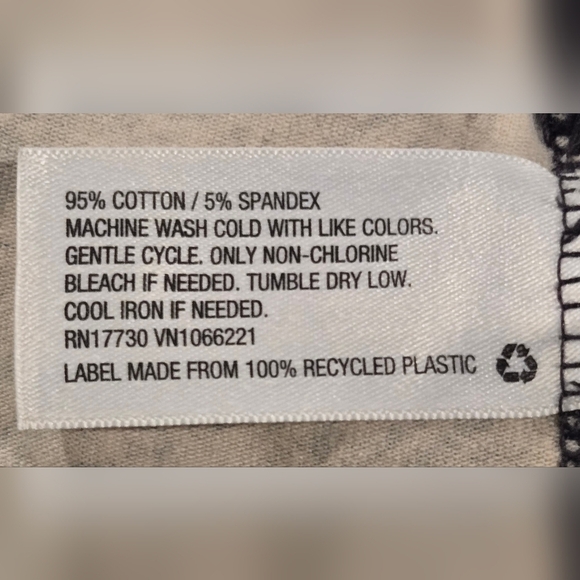 95% COTTON / 5% SPANDEX
MACHINE WASH COLD WITH LIKE COLORS.
GENTLE CYCLE. ONLY NON-CHLORINE
BLEACH IF NEEDED. TUMBLE DRY LOW.
COOL IRON IF NEEDED.
RN17730 VN1066221
LABEL MADE FROM 100% RECYCLED PLASTIC